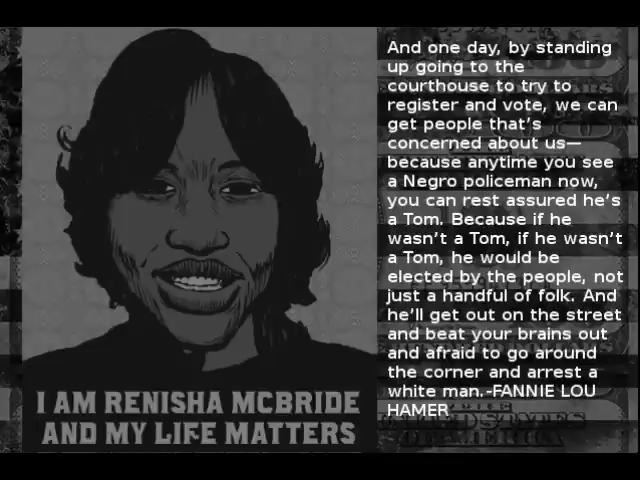 And one day, by standing
up going to the
courthouse to try to
register and vote, we can
get people that’s
concerned about us—
because anytime you see
a Negro policeman now,
you can rest assured he’s
a Tom. Because if he
wasn’t a Tom, if he wasn’t
a Tom, he would be
elected by the people, not
just a handful of folk. And
he’ll get out on the street
and beat your brains out
and afraid to go around
the corner and arrest a
white man.-FANNIE LOU
HAMER
I AM RENISHA MCBRIDE
AND MY LIFE MATTERS